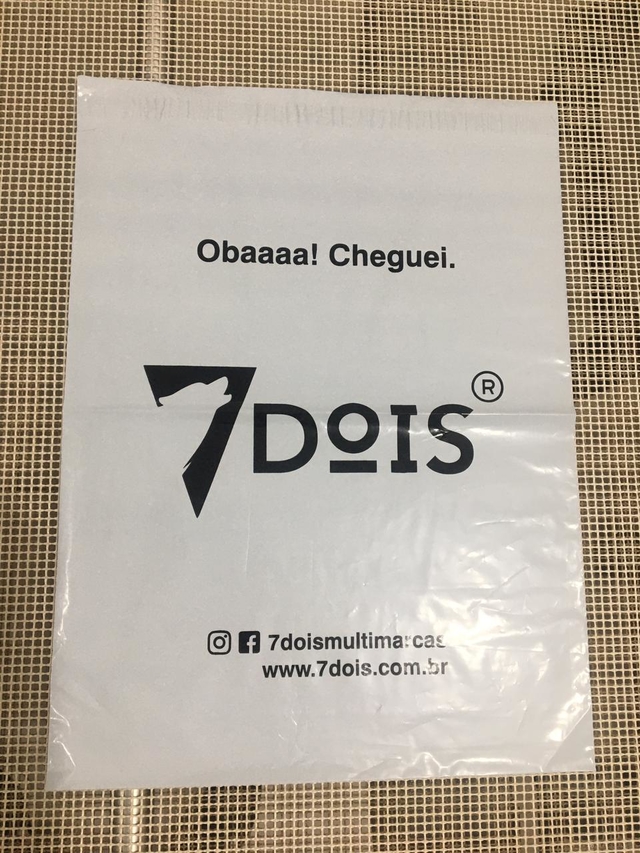 Obaaaa! Cheguei.
7DOIS®
7doismultimarcas
www.7dois.com.br